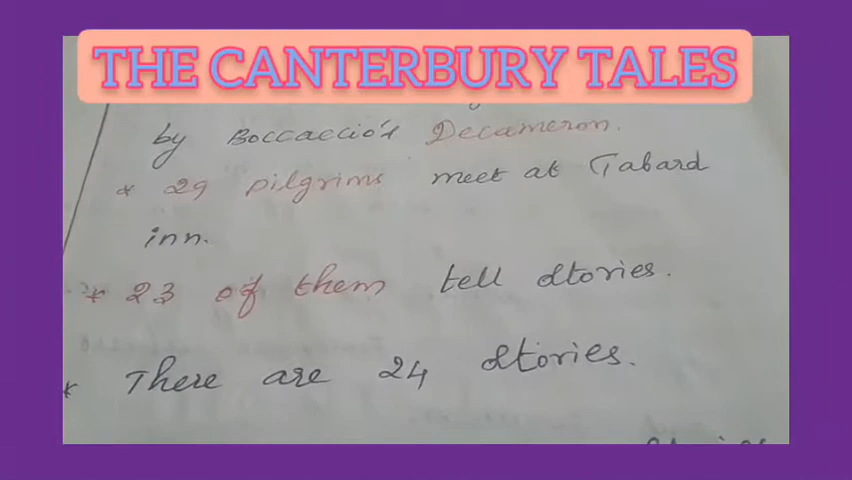 THE CANTERBURY TALES
by Boccaccio's Decameron.
* 29 pilgrims meet at Tabard
inn.
* 23 of them tell stories.
* There are 24 stories.